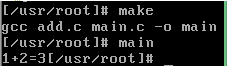 [/usr/root]# make
gcc add.c main.c -o main
[/usr/root]# main
1+2=3[/usr/root]#